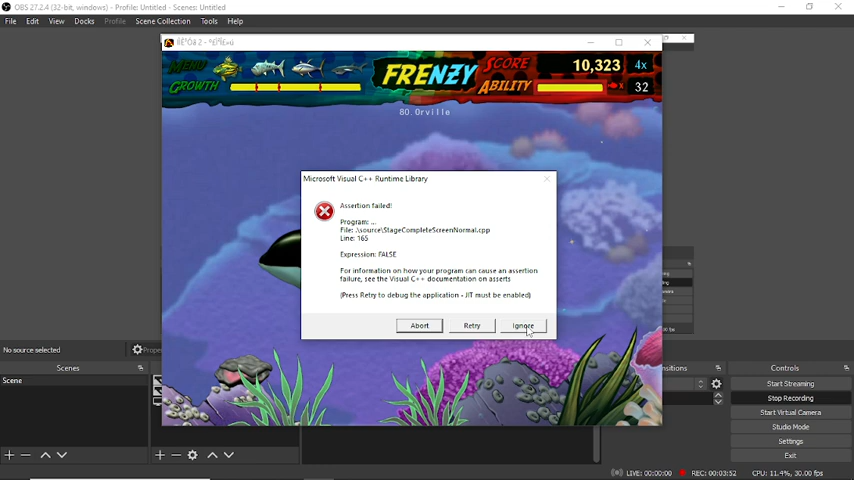 OBS 27.2.4 (32-bit, windows) - Profile: Untitled - Scenes: Untitled
File Edit View Docks Profile Scene Collection Tools Help
MENU
FRENZY
SCORE
10,323
4x
GROWTH
ABILITY
x
32
80.Orville
Microsoft Visual C++ Runtime Library
Assertion failed!
Program: ...
File: .\source\StageCompleteScreenNormal.cpp
Line: 165
Expression: FALSE
For information on how your program can cause an assertion
failure, see the Visual C++ documentation on asserts
(Press Retry to debug the application - JIT must be enabled)
Abort Retry Ignore
No source selected
Scenes
Scene
Controls
Start Streaming
Stop Recording
Start Virtual Camera
Studio Mode
Settings
Exit
LIVE: 00:00:00 REC: 00:03:52 CPU: 11.4%, 30.00 fps